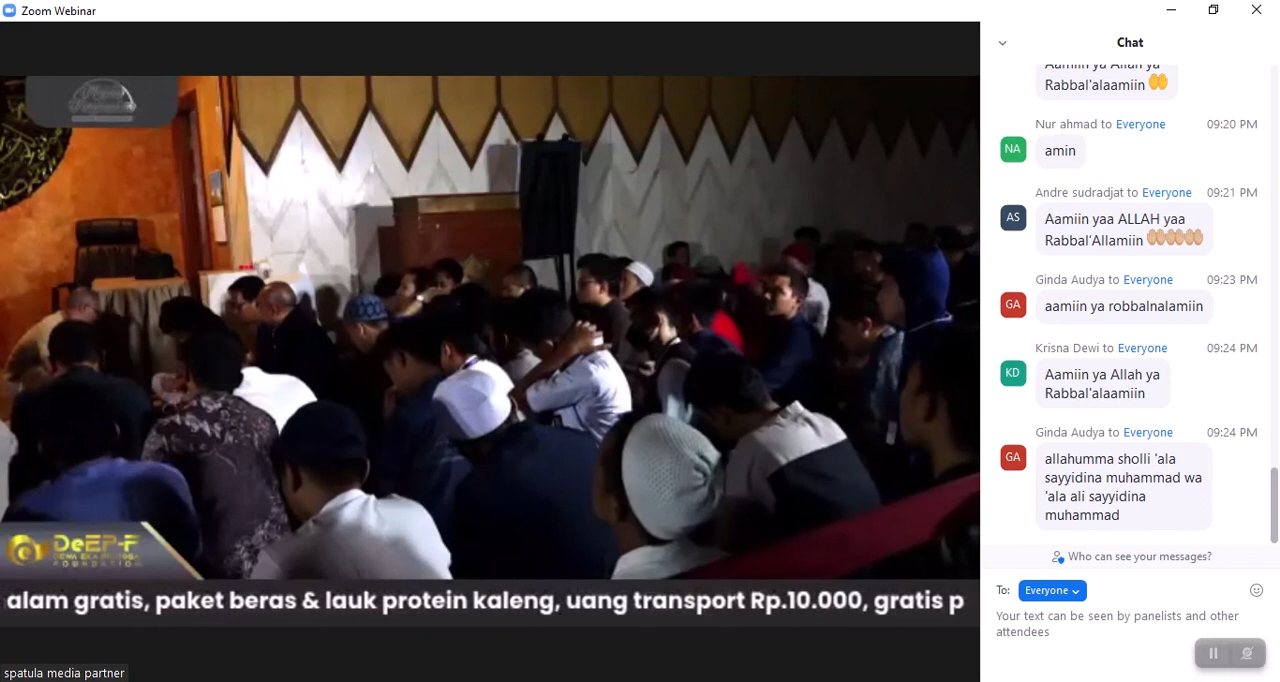 Zoom Webinar
DeEP-F
DEWA EKA PRAYOGA
FOUNDATION
alam gratis, paket beras & lauk protein kaleng, uang transport Rp.10.000, gratis p
spatula media partner
Chat
Aamiin ya Allah ya
Rabbal'alaamiin 🤲
Nur ahmad to Everyone 09:20 PM
NA
amin
Andre sudradjat to Everyone 09:21 PM
AS
Aamiin yaa ALLAH yaa
Rabbal'Allamiin 🤲🏼🤲🏼🤲🏼
Ginda Audya to Everyone 09:23 PM
GA
aamiin ya robbalnalamiin
Krisna Dewi to Everyone 09:24 PM
KD
Aamiin ya Allah ya
Rabbal'alaamiin
Ginda Audya to Everyone 09:24 PM
GA
allahumma sholli 'ala
sayyidina muhammad wa
'ala ali sayyidina
muhammad
Who can see your messages?
To: Everyone
Your text can be seen by panelists and other
attendees